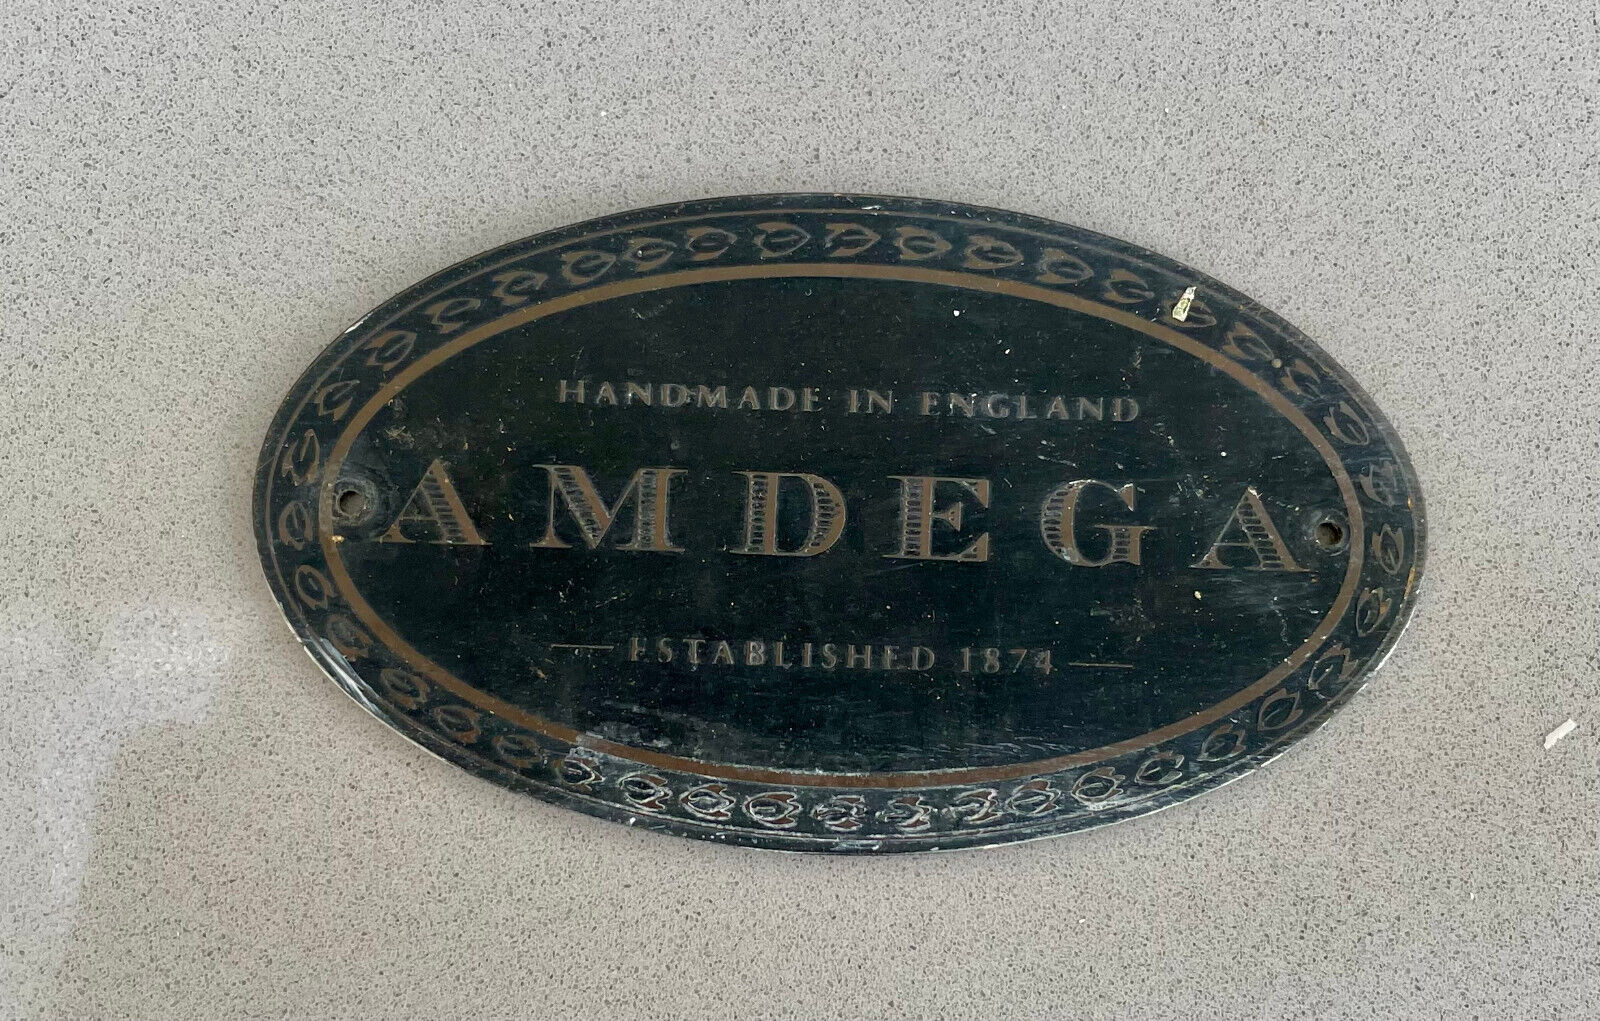 HANDMADE IN ENGLAND
AMDEGA
— ESTABLISHED 1874 —